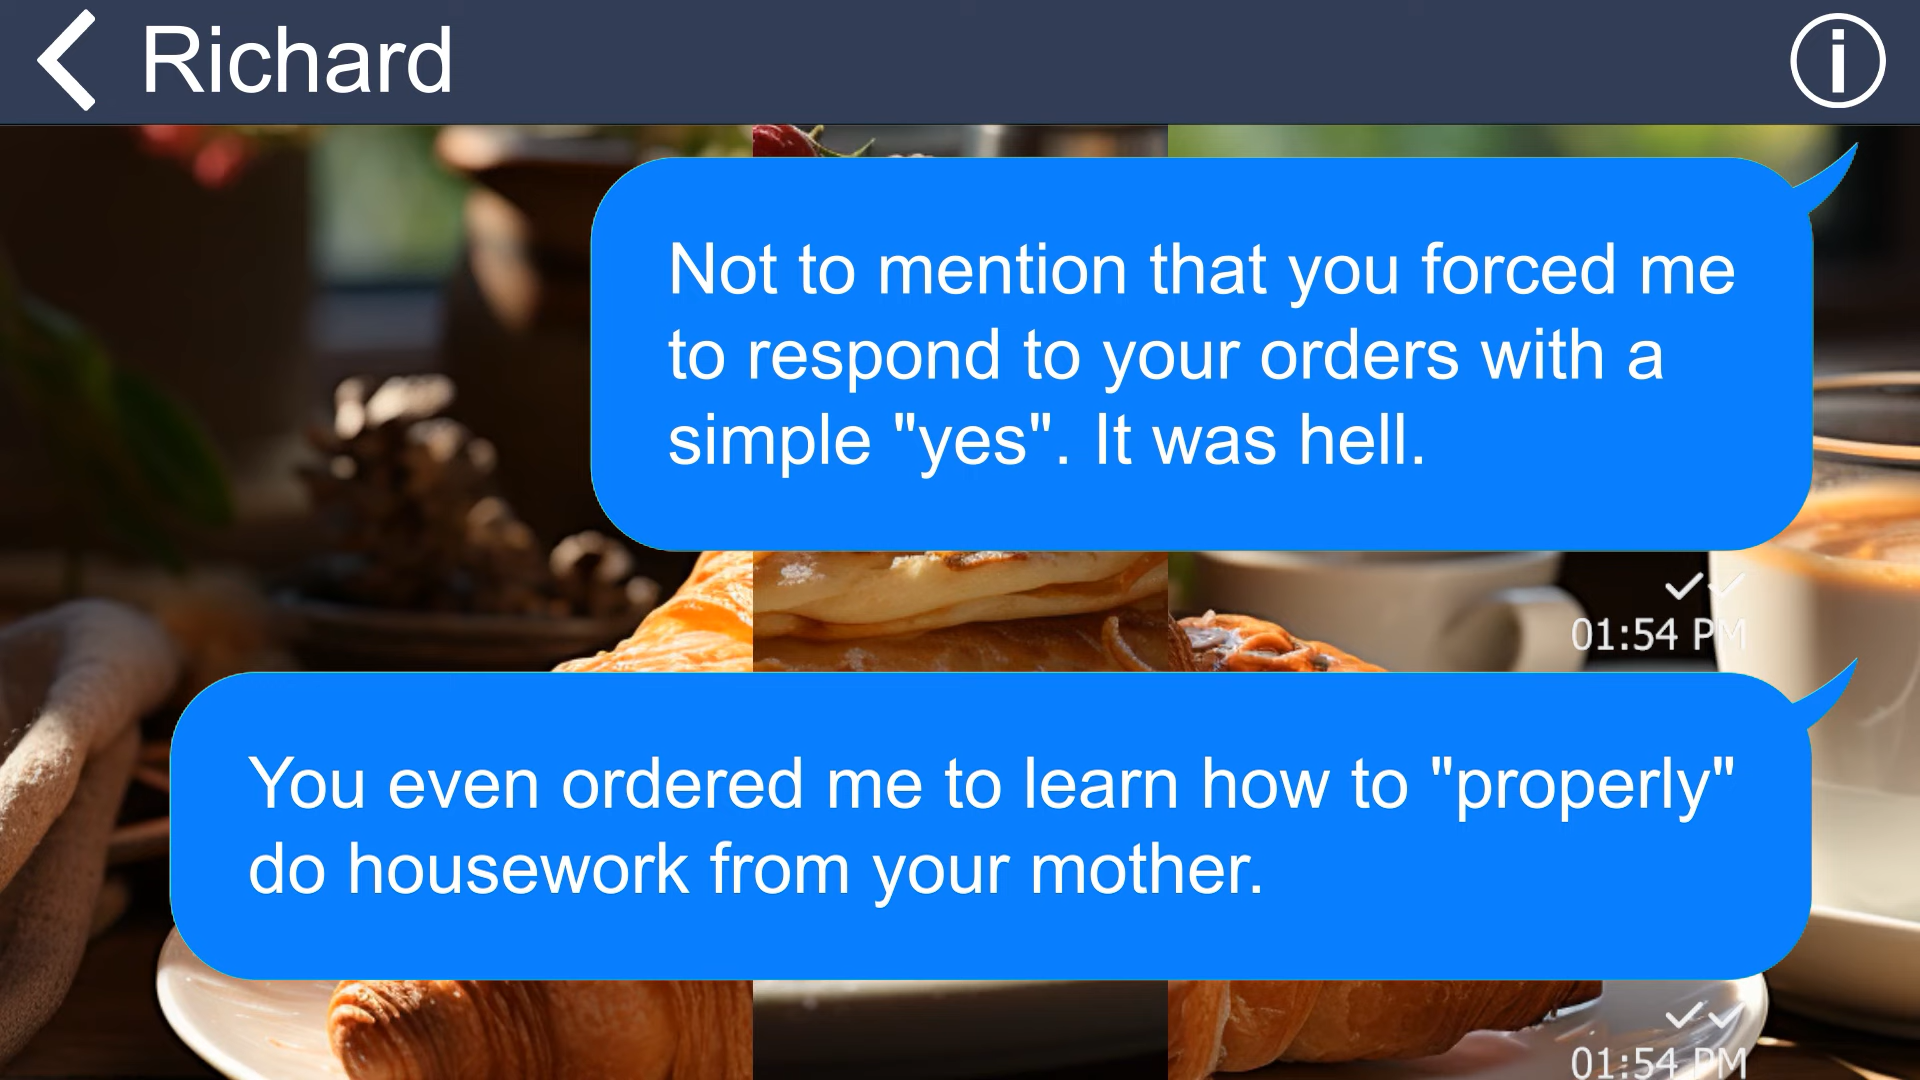 Richard
Not to mention that you forced me
to respond to your orders with a
simple "yes". It was hell.
01:54 PM
You even ordered me to learn how to "properly"
do housework from your mother.
01:54 PM